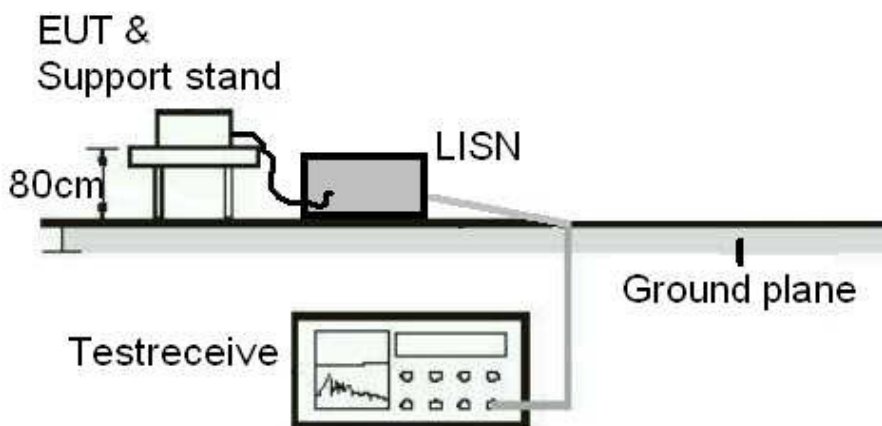 EUT &
Support stand
LISN
80cm
Ground plane
Testreceive